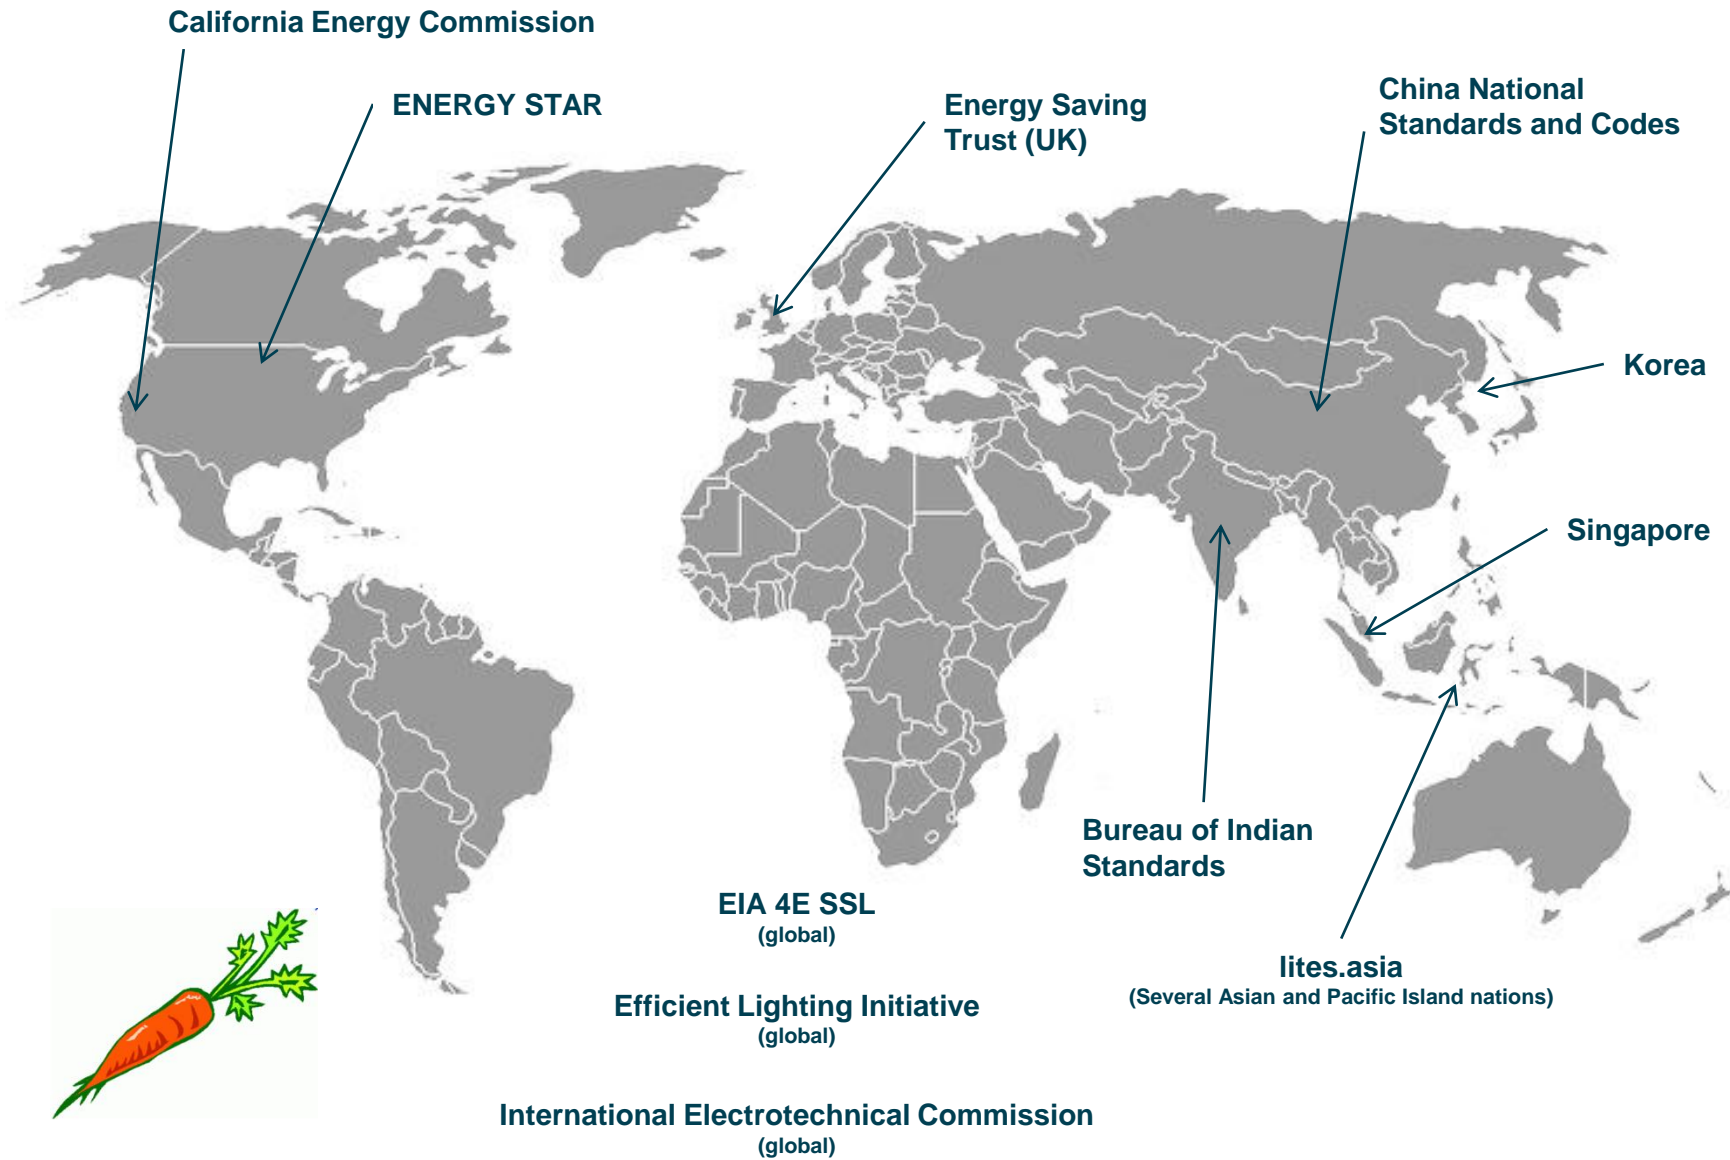 California Energy Commission
ENERGY STAR
Energy Saving
Trust (UK)
China National
Standards and Codes
Korea
Singapore
Bureau of Indian
Standards
EIA 4E SSL
(global)
lites.asia
(Several Asian and Pacific Island nations)
Efficient Lighting Initiative
(global)
International Electrotechnical Commission
(global)